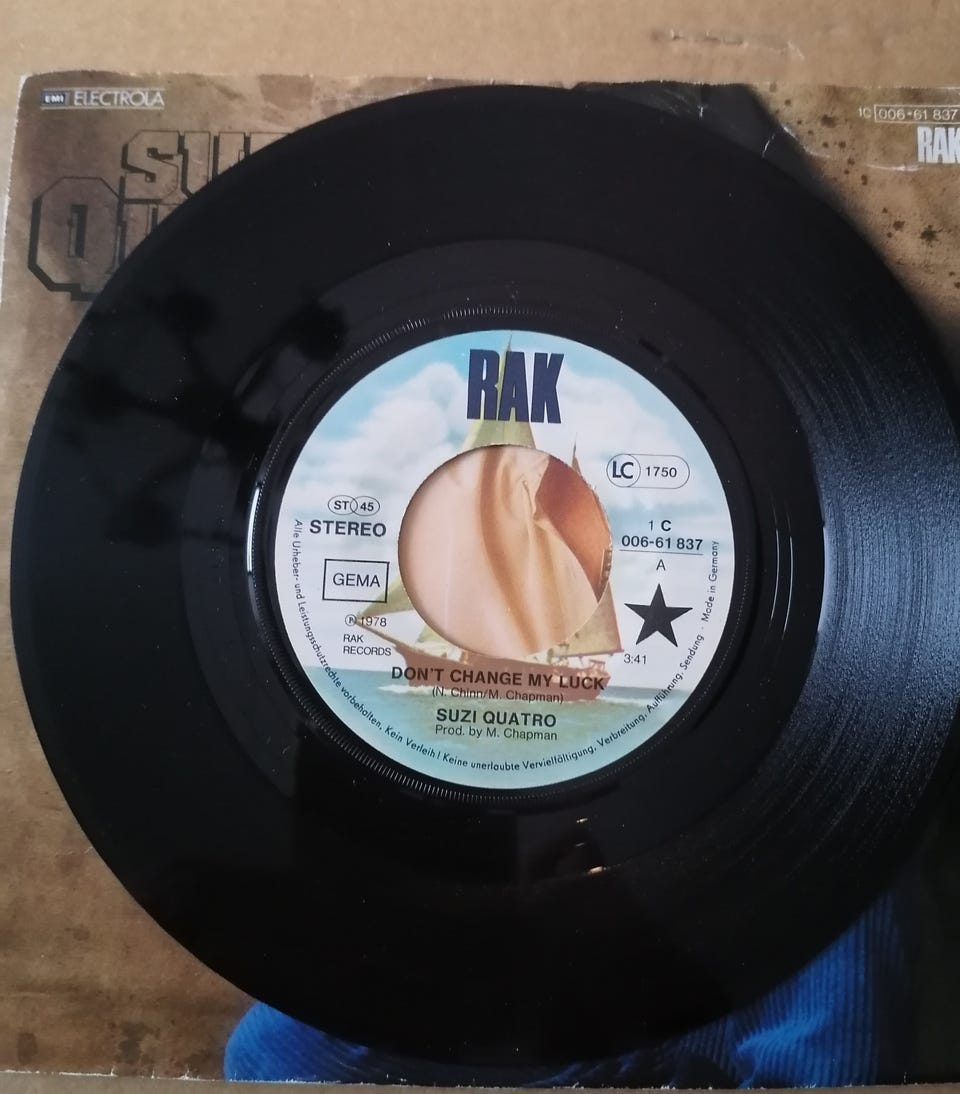 EMI ELECTROLA
1C 006-61 837
RAK
RAK
LC 1750
ST 45
STEREO
GEMA
1 C
006-61 837
A
℗ 1978
RAK
RECORDS
3:41
DON'T CHANGE MY LUCK
(N. Chinn/M. Chapman)
SUZI QUATRO
Prod. by M. Chapman
Alle Urheber- und Leistungsschutzrechte vorbehalten. Kein Verleih! Keine unerlaubte Vervielfältigung, Verbreitung, Aufführung, Sendung · Made in Germany